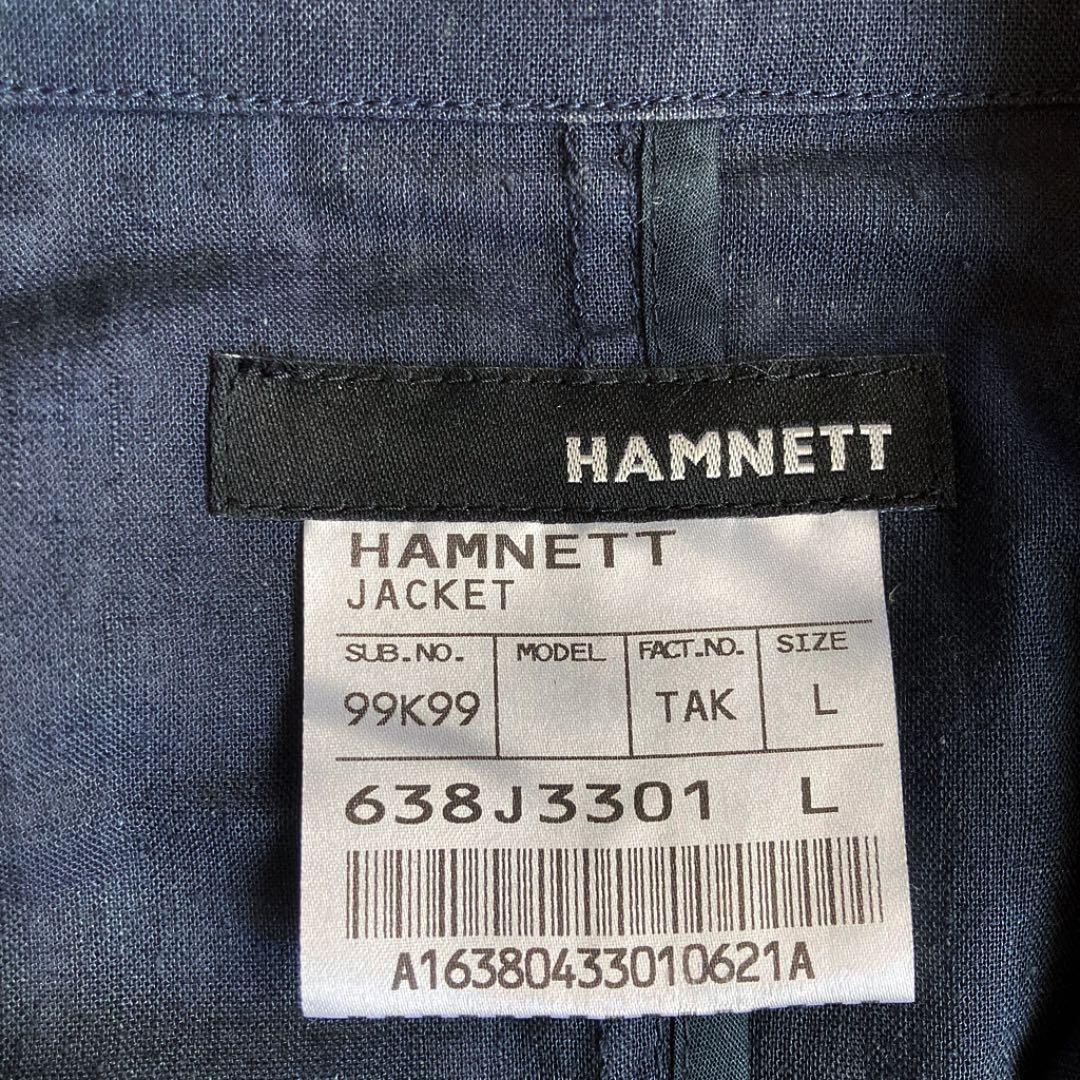 HAMNETT
HAMNETT
JACKET
SUB.NO. MODEL FACT.NO. SIZE
99K99 TAK L
638J3301 L
A16380433010621A